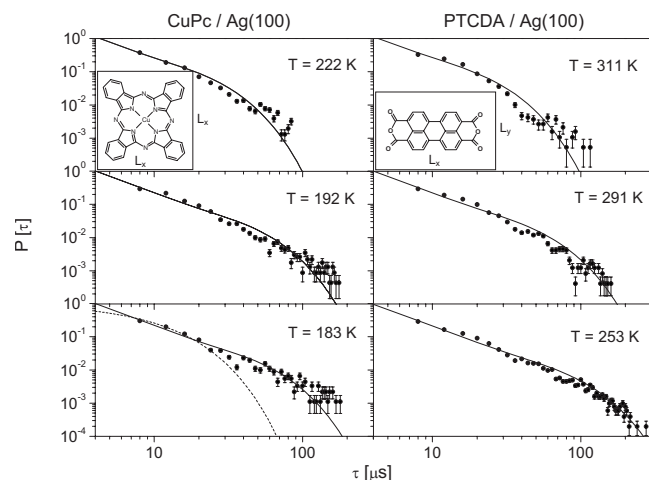 CuPc / Ag(100)
PTCDA / Ag(100)
10^0
10^-1
10^-2
10^-3
10^0
10^-1
10^-2
10^-3
10^0
10^-1
10^-2
10^-3
10^-4
P [τ]
T = 222 K
N
N
N
N
Cu
N
N
N
N
L_x
L_x
T = 311 K
O
O
O
O
O
O
L_y
L_x
T = 192 K
T = 291 K
T = 183 K
T = 253 K
10
100
10
100
τ [μs]